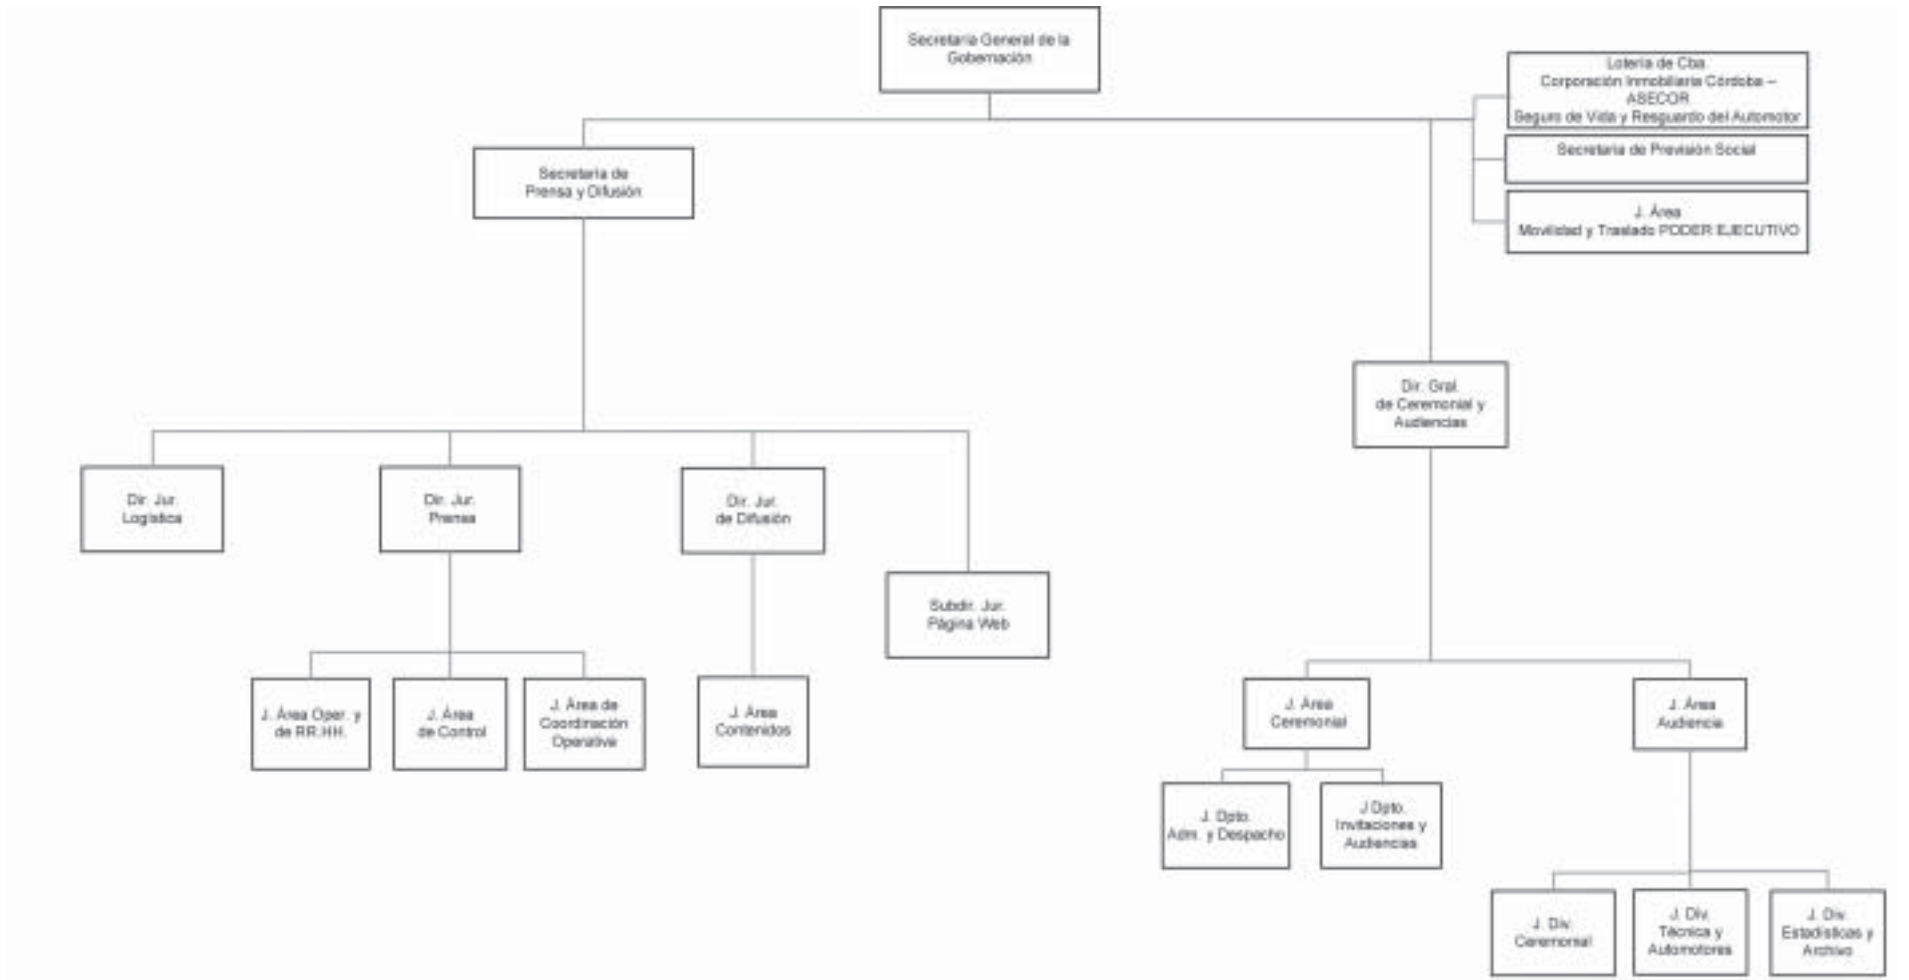 Secretaría General de la
Gobernación
Lotería de Cba
Corporación Inmobiliaria Córdoba –
ASECOR
Seguro de Vida y Resguardo del Automotor
Secretaria de Previsión Social
J. Área
Movilidad y Traslado PODER EJECUTIVO
Secretaría de
Prensa y Difusión
Dir. Gral.
de Ceremonial y
Audiencias
Dir. Jur.
Logística
Dir. Jur.
Prensa
Dir. Jur.
de Difusión
Subdir. Jur.
Página Web
J. Área Oper. y
de RR.HH.
J. Área
de Control
J. Área de
Coordinación
Operativa
J. Área
Contenidos
J. Área
Ceremonial
J. Área
Audiencia
J. Dpto.
Adm. y Despacho
J Dpto.
Invitaciones y
Audiencias
J. Div.
Ceremonial
J. Div.
Técnica y
Automotores
J. Div.
Estadísticas y
Archivo